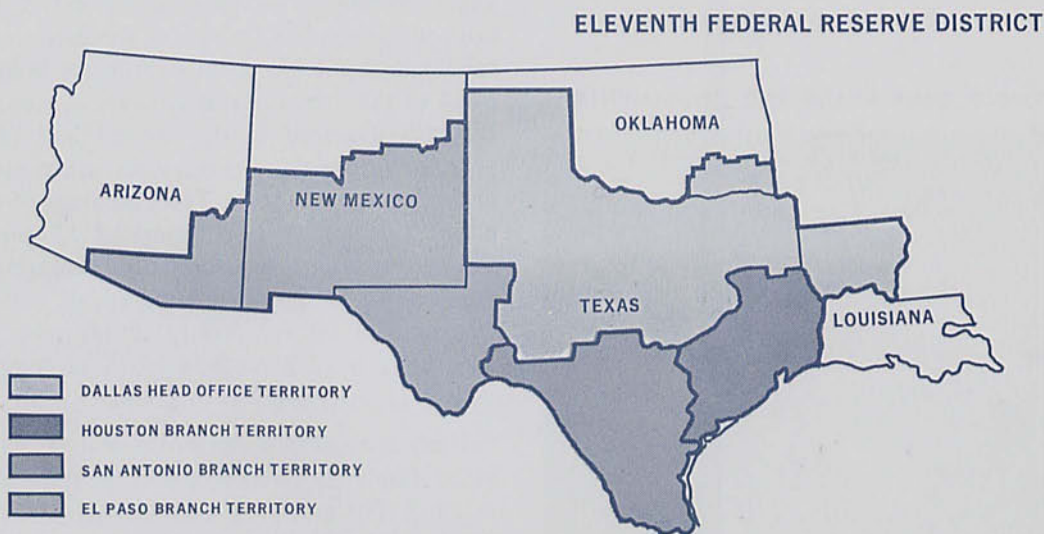 ELEVENTH FEDERAL RESERVE DISTRICT
OKLAHOMA
ARIZONA
NEW MEXICO
TEXAS
LOUISIANA
DALLAS HEAD OFFICE TERRITORY
HOUSTON BRANCH TERRITORY
SAN ANTONIO BRANCH TERRITORY
EL PASO BRANCH TERRITORY